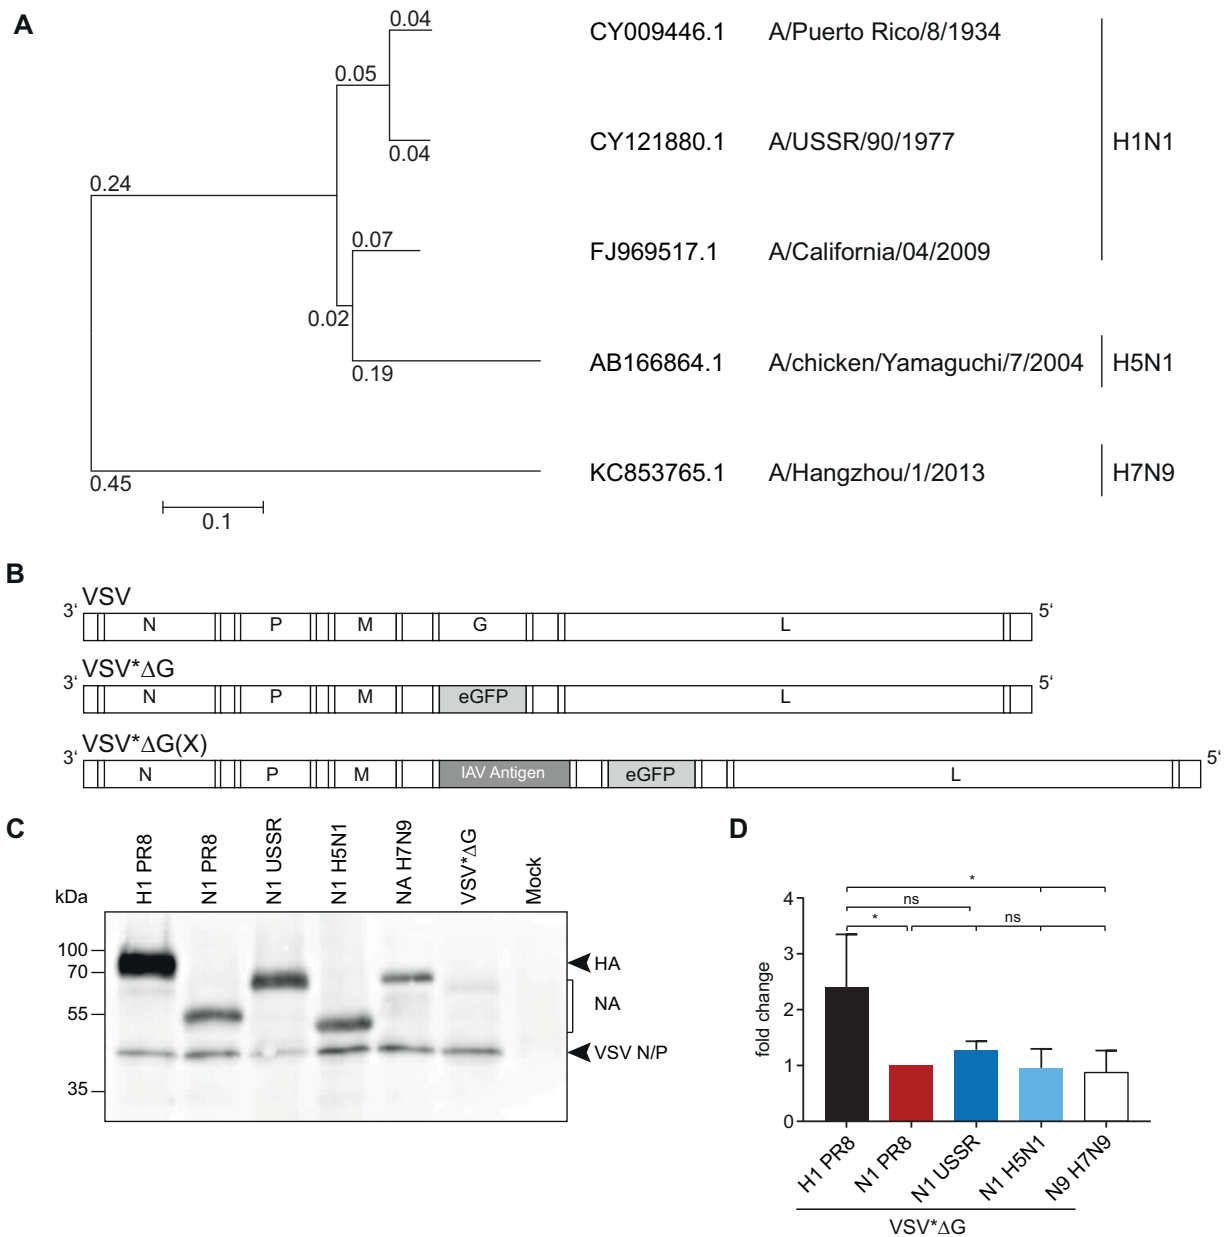 A
0.04
CY009446.1 A/Puerto Rico/8/1934
0.05
CY121880.1 A/USSR/90/1977 H1N1
0.04
0.24
0.07
FJ969517.1 A/California/04/2009
0.02
AB166864.1 A/chicken/Yamaguchi/7/2004 H5N1
0.19
KC853765.1 A/Hangzhou/1/2013 H7N9
0.45
0.1
B
VSV
3‘ N P M G L 5‘
VSV*ΔG
3‘ N P M eGFP L 5‘
VSV*ΔG(X)
3‘ N P M IAV Antigen eGFP L 5‘
C
H1 PR8
N1 PR8
N1 USSR
N1 H5N1
NA H7N9
VSV*ΔG
Mock
kDa
100
70
55
35
HA
NA
VSV N/P
D
*
ns
* ns
fold change
4
3
2
1
0
H1 PR8
N1 PR8
N1 USSR
N1 H5N1
N9 H7N9
VSV*ΔG